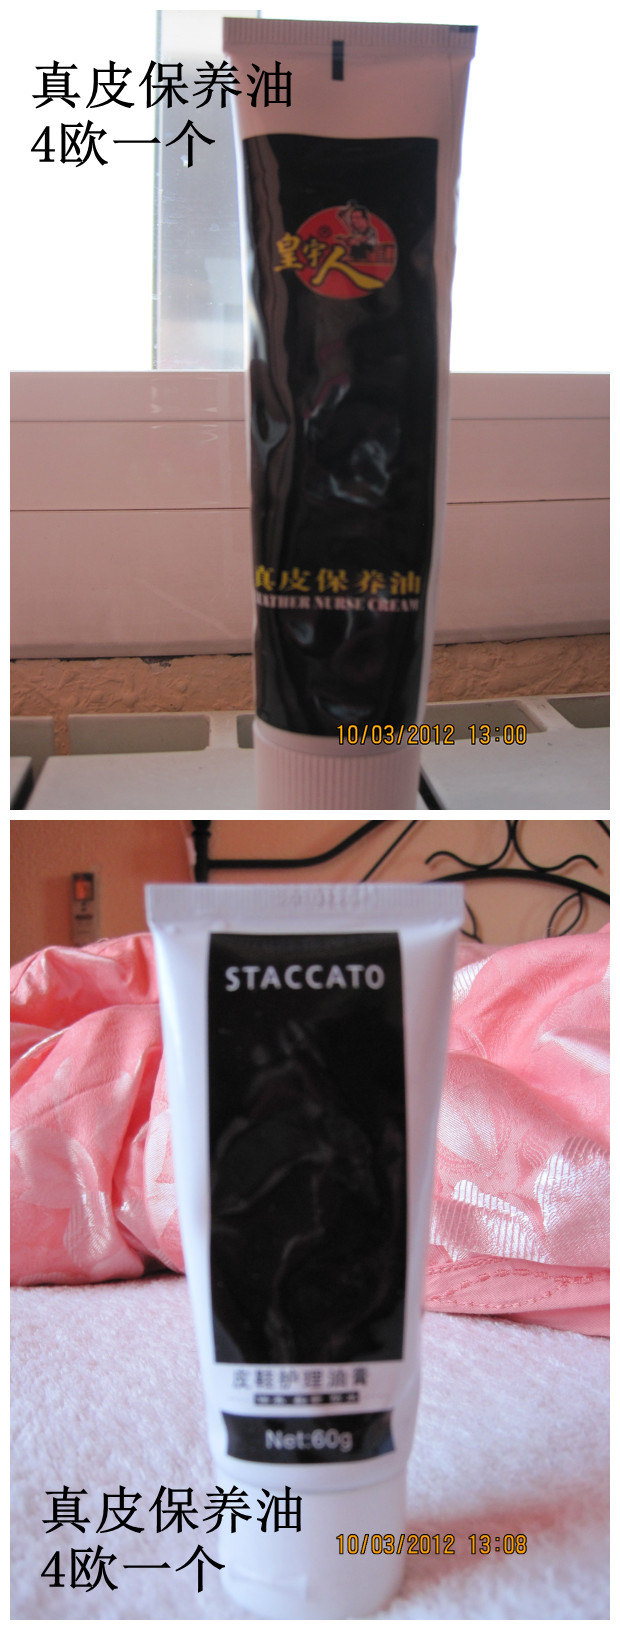 真皮保养油
4欧一个
皇宇人
真皮保养油
LEATHER NURSE CREAM
10/03/2012 13:00
STACCATO
皮鞋护理油膏
Net:60g
真皮保养油
4欧一个
10/03/2012 13:08